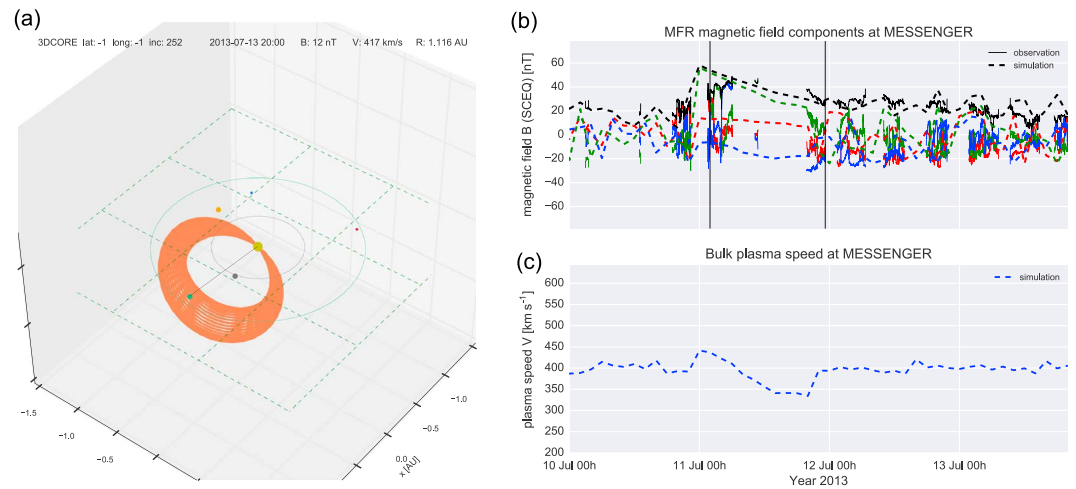 (a)
3DCORE lat: -1 long: -1 inc: 252 2013-07-13 20:00 B: 12 nT V: 417 km/s R: 1.116 AU
−1.5
−1.0
−0.5
0.0
x [AU]
−0.5
−1.0
(b)
MFR magnetic field components at MESSENGER
magnetic field B (SCEQ) [nT]
60
40
20
0
−20
−40
−60
observation
simulation
(c)
Bulk plasma speed at MESSENGER
plasma speed V [km s⁻¹]
600
550
500
450
400
350
300
250
200
simulation
10 Jul 00h 11 Jul 00h 12 Jul 00h 13 Jul 00h
Year 2013